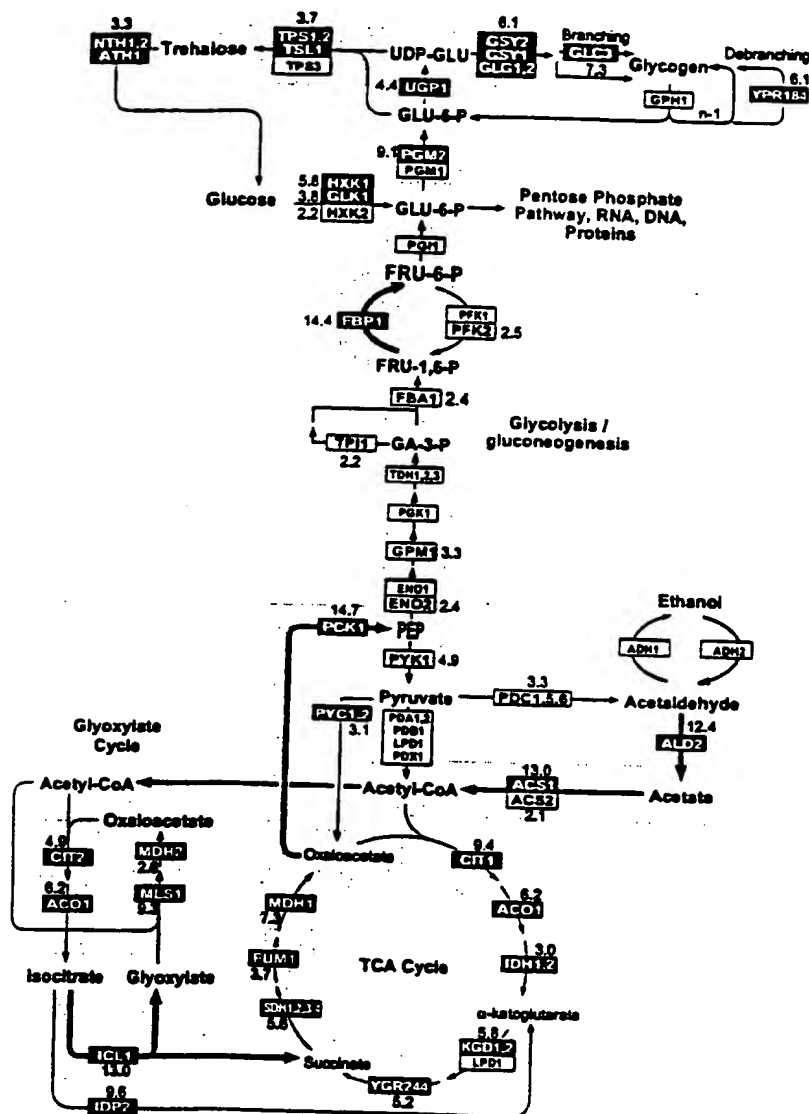 3.3
NTH1,2
ATH1
Trehalose
3.7
TPS1,2
TSL1
TPS3
UDP-GLU
6.1
GSY2
GSY1
GLG1,2
Branching
GLC3
7.3
Glycogen
Debranching
6.1
YPR184
GPH1
n-1
4.4
UGP1
GLU-6-P
9.1
PGM2
PGM1
Glucose
5.8
HXK1
3.8
GLK1
2.2
HXK2
GLU-6-P
Pentose Phosphate
Pathway, RNA, DNA,
Proteins
PGI1
FRU-6-P
14.4
FBP1
PFK1
PFK2
2.5
FRU-1,6-P
FBA1
2.4
Glycolysis /
gluconeogenesis
TPI1
2.2
GA-3-P
TDH1,2,3
PGK1
GPM1
3.3
ENO1
ENO2
2.4
14.7
PCK1
PEP
PYK1
4.9
Ethanol
ADH1
ADH2
Pyruvate
3.3
PDC1,5,6
Acetaldehyde
PYC1,2
3.1
PDA1,2
PDB1
LPD1
PDX1
12.4
ALD2
Glyoxylate
Cycle
Acetyl-CoA
Acetyl-CoA
13.0
ACS1
ACS2
2.1
Acetate
Oxaloacetate
4.9
CIT2
MDH2
6.2
ACO1
MLS1
Oxaloacetate
9.4
CIT1
MDH1
6.2
ACO1
FUM1
3.7
TCA Cycle
3.0
IDH1,2
Isocitrate
Glyoxylate
α-ketoglutarate
ICL1
13.0
Succinate
KGD1,2
LPD1
YGR244
5.2
9.6
IDP2